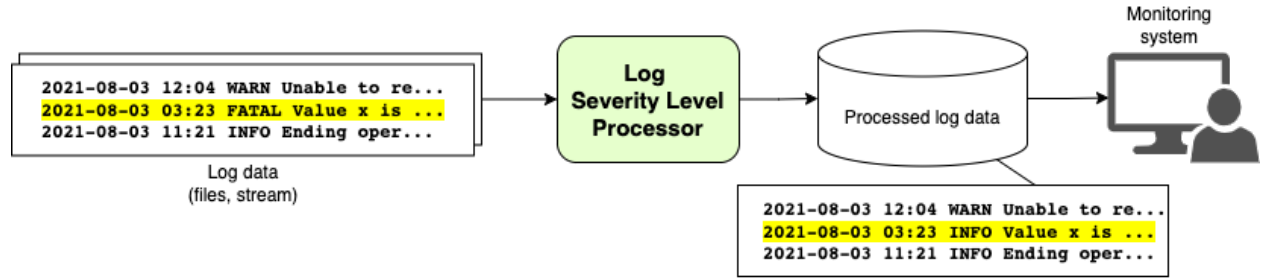 Monitoring
system
2021-08-03 12:04 WARN Unable to re...
2021-08-03 03:23 FATAL Value x is ...
2021-08-03 11:21 INFO Ending oper...
Log data
(files, stream)
Log
Severity Level
Processor
Processed log data
2021-08-03 12:04 WARN Unable to re...
2021-08-03 03:23 INFO Value x is ...
2021-08-03 11:21 INFO Ending oper...